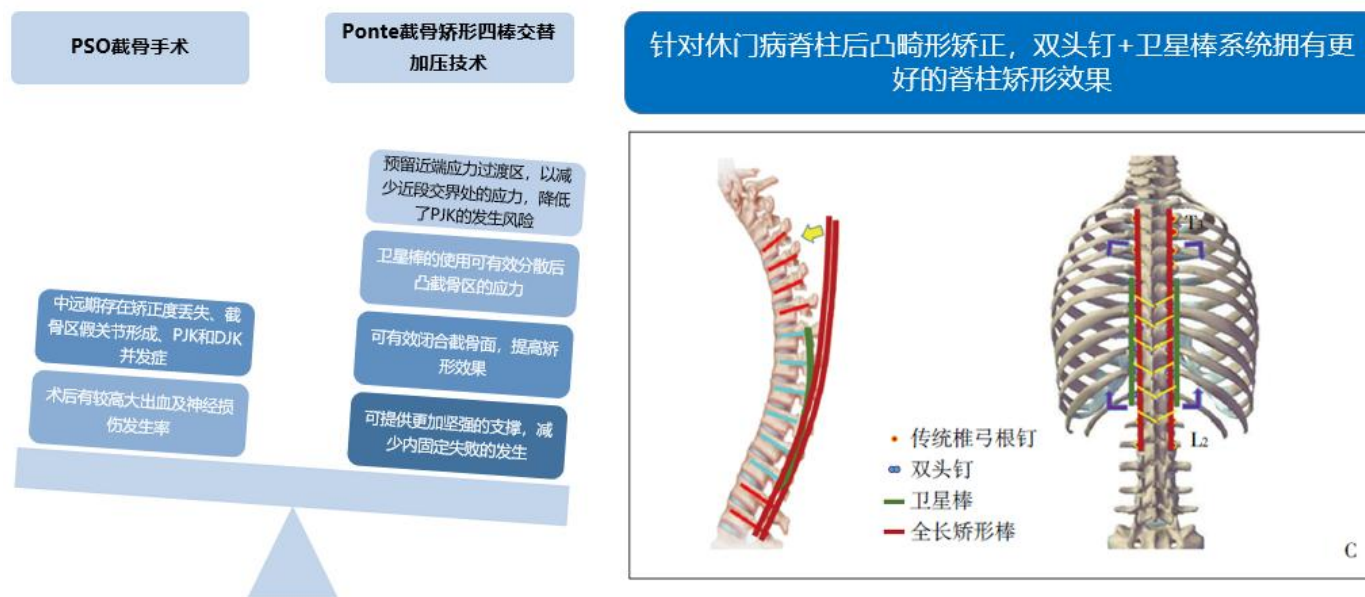 PSO截骨手术
Ponte截骨矫形四棒交替
加压技术
预留近端应力过渡区，以减
少近段交界处的应力，降低
了PJK的发生风险
卫星棒的使用可有效分散后
凸截骨区的应力
中远期存在矫正度丢失、截
骨区假关节形成、PJK和DJK
并发症
可有效闭合截骨面，提高矫
形效果
术后有较高大出血及神经损
伤发生率
可提供更加坚强的支撑，减
少内固定失败的发生
针对休门病脊柱后凸畸形矫正，双头钉+卫星棒系统拥有更
好的脊柱矫形效果
T3
传统椎弓根钉
双头钉
卫星棒
全长矫形棒
L2
C